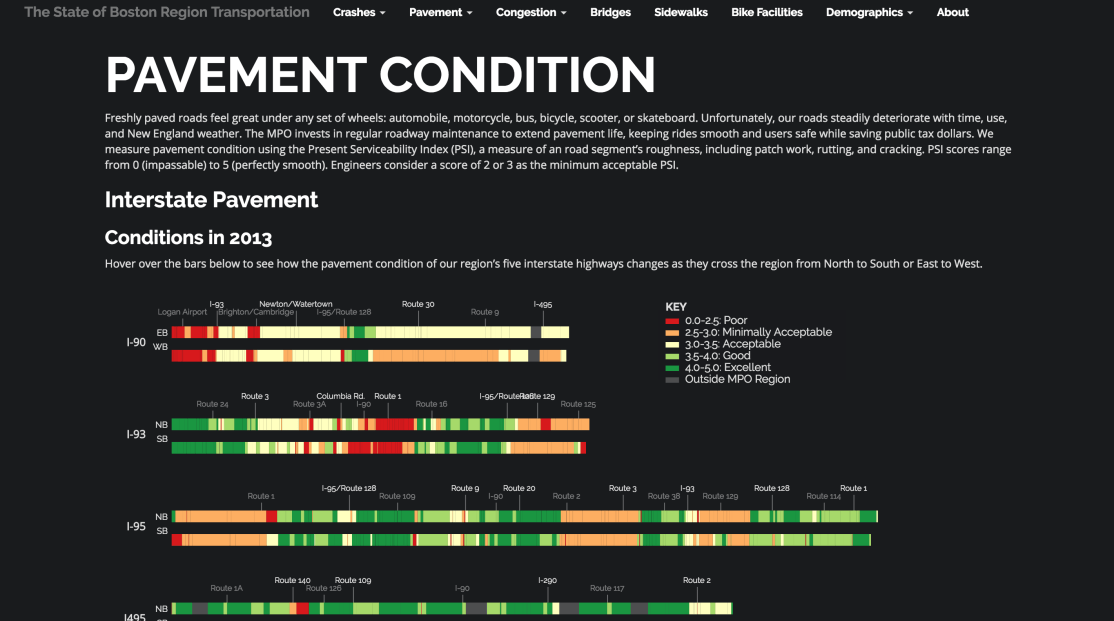 The State of Boston Region Transportation Crashes Pavement Congestion Bridges Sidewalks Bike Facilities Demographics About
PAVEMENT CONDITION
Freshly paved roads feel great under any set of wheels: automobile, motorcycle, bus, bicycle, scooter, or skateboard. Unfortunately, our roads steadily deteriorate with time, use,
and New England weather. The MPO invests in regular roadway maintenance to extend pavement life, keeping rides smooth and users safe while saving public tax dollars. We
measure pavement condition using the Present Serviceability Index (PSI), a measure of an road segment's roughness, including patch work, rutting, and cracking. PSI scores range
from 0 (impassable) to 5 (perfectly smooth). Engineers consider a score of 2 or 3 as the minimum acceptable PSI.
Interstate Pavement
Conditions in 2013
Hover over the bars below to see how the pavement condition of our region's five interstate highways changes as they cross the region from North to South or East to West.
I-93 Newton/Watertown Route 30 I-495
Logan Airport Brighton/Cambridge I-95/Route 128 Route 9
EB
I-90
WB
KEY
0.0-2.5: Poor
2.5-3.0: Minimally Acceptable
3.0-3.5: Acceptable
3.5-4.0: Good
4.0-5.0: Excellent
Outside MPO Region
Route 3 Columbia Rd. Route 1 Route 129
Route 24 Route 3A I-90 Route 16 Route 125
NB
I-93
SB
I-95/Route 128 Route 9 Route 20 Route 3 I-93 Route 128 Route 1
Route 1 Route 109 I-90 Route 2 Route 38 Route 129 Route 114
NB
I-95
SB
Route 140 Route 109 I-290 Route 2
Route 1A Route 126 I-90 Route 117
NB
I495